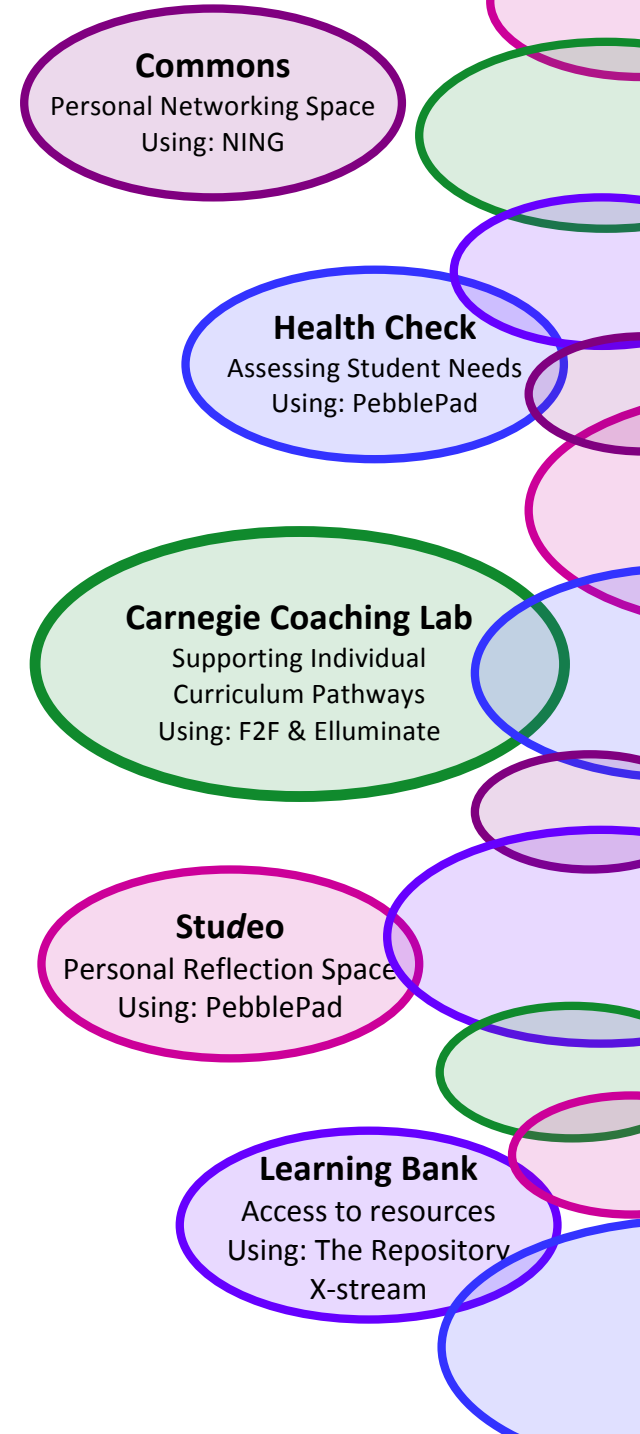 Commons
Personal Networking Space
Using: NING
Health Check
Assessing Student Needs
Using: PebblePad
Carnegie Coaching Lab
Supporting Individual
Curriculum Pathways
Using: F2F & Elluminate
Studeo
Personal Reflection Space
Using: PebblePad
Learning Bank
Access to resources
Using: The Repository
X-stream